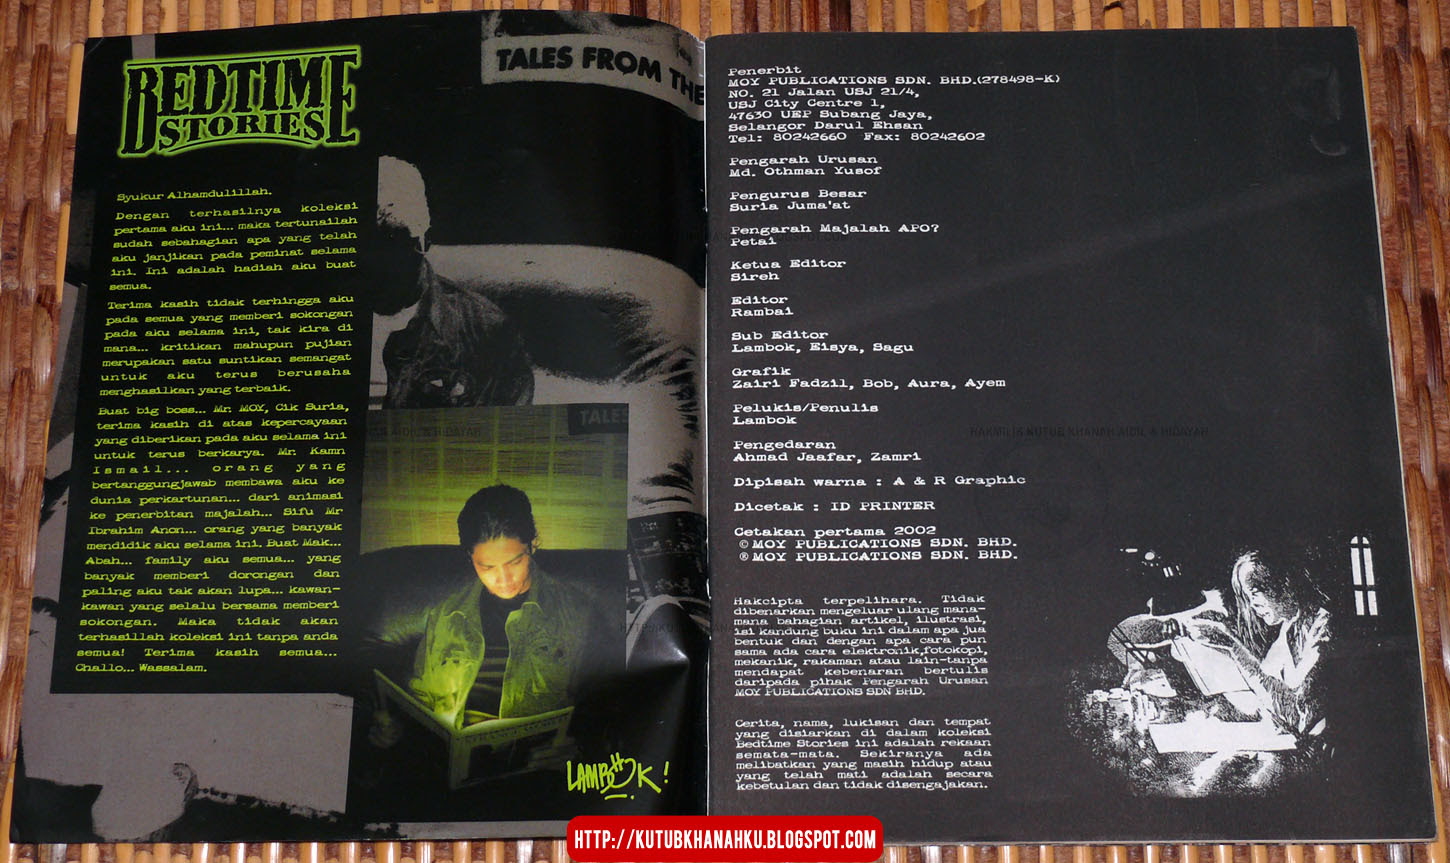 BEDTIME
STORIES
TALES FROM THE
Syukur Alhamdulillah.
Dengan terhasilnya koleksi
pertama aku ini... maka tertunailah
sudah sebahagian apa yang telah
aku janjikan pada peminat selama
ini. Ini adalah hadiah aku buat
semua.
Terima kasih tidak terhingga aku
pada semua yang memberi sokongan
pada aku selama ini, tak kira di
mana... kritikan mahupun pujian
merupakan satu suntikan semangat
untuk aku terus berusaha
menghasilkan yang terbaik.
Buat big boss... Mr. MOY, Cik Suria,
terima kasih di atas kepercayaan
yang diberikan pada aku selama ini
untuk terus berkarya. Mr. Kamn
Ismail... orang yang
bertanggungjawab membawa aku ke
dunia perkartunan... dari animasi
ke penerbitan majalah... Sifu Mr
Ibrahim Anon... orang yang banyak
mendidik aku selama ini. Buat Mak...
Abah... family aku semua... yang
banyak memberi dorongan dan
paling aku tak akan lupa... kawan-
kawan yang selalu bersama memberi
sokongan. Maka tidak akan
terhasillah koleksi ini tanpa anda
semua! Terima kasih semua...
Challo... Wassalam.
TALES
LAMBOK!
Penerbit
MOY PUBLICATIONS SDN. BHD.(278498-K)
NO. 21 Jalan USJ 21/4,
USJ City Centre 1,
47630 UEP Subang Jaya,
Selangor Darul Ehsan
Tel: 80242660 Fax: 80242602
Pengarah Urusan
Md. Othman Yusof
Pengurus Besar
Suria Juma'at
Pengarah Majalah APO?
Petai
Ketua Editor
Sireh
Editor
Rambai
Sub Editor
Lambok, Eisya, Sagu
Grafik
Zairi Fadzil, Bob, Aura, Ayem
Pelukis/Penulis
Lambok
Pengedaran
Ahmad Jaafar, Zamri
Dipisah warna : A & R Graphic
Dicetak : ID PRINTER
Cetakan pertama 2002
© MOY PUBLICATIONS SDN. BHD.
® MOY PUBLICATIONS SDN. BHD.
Hakcipta terpelihara. Tidak
dibenarkan mengeluar ulang mana-
mana bahagian artikel, ilustrasi,
isi kandung buku ini dalam apa jua
bentuk dan dengan apa cara pun
sama ada cara elektronik,fotokopi,
mekanik, rakaman atau lain-tanpa
mendapat kebenaran bertulis
daripada pihak Pengarah Urusan
MOY PUBLICATIONS SDN BHD.
Cerita, nama, lukisan dan tempat
yang disiarkan di dalam koleksi
Bedtime Stories ini adalah rekaan
semata-mata. Sekiranya ada
melibatkan yang masih hidup atau
yang telah mati adalah secara
kebetulan dan tidak disengajakan.
HAKMILIK KUTUB KHANAH AIDIL & HIDAYAH
HTTP://KUTUBKHANAHKU.BLOGSPOT.COM